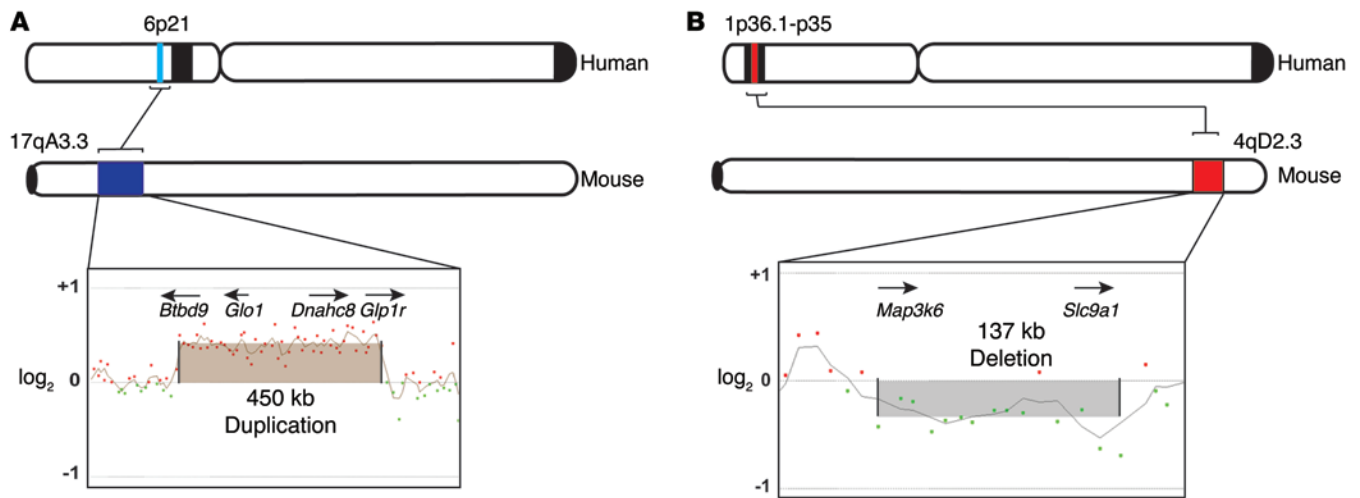 A
6p21
Human
17qA3.3
Mouse
+1
Btbd9 Glo1 Dnahc8 Glp1r
log2 0
450 kb
Duplication
-1
B
1p36.1-p35
Human
4qD2.3
Mouse
+1
Map3k6 Slc9a1
137 kb
Deletion
log2 0
-1